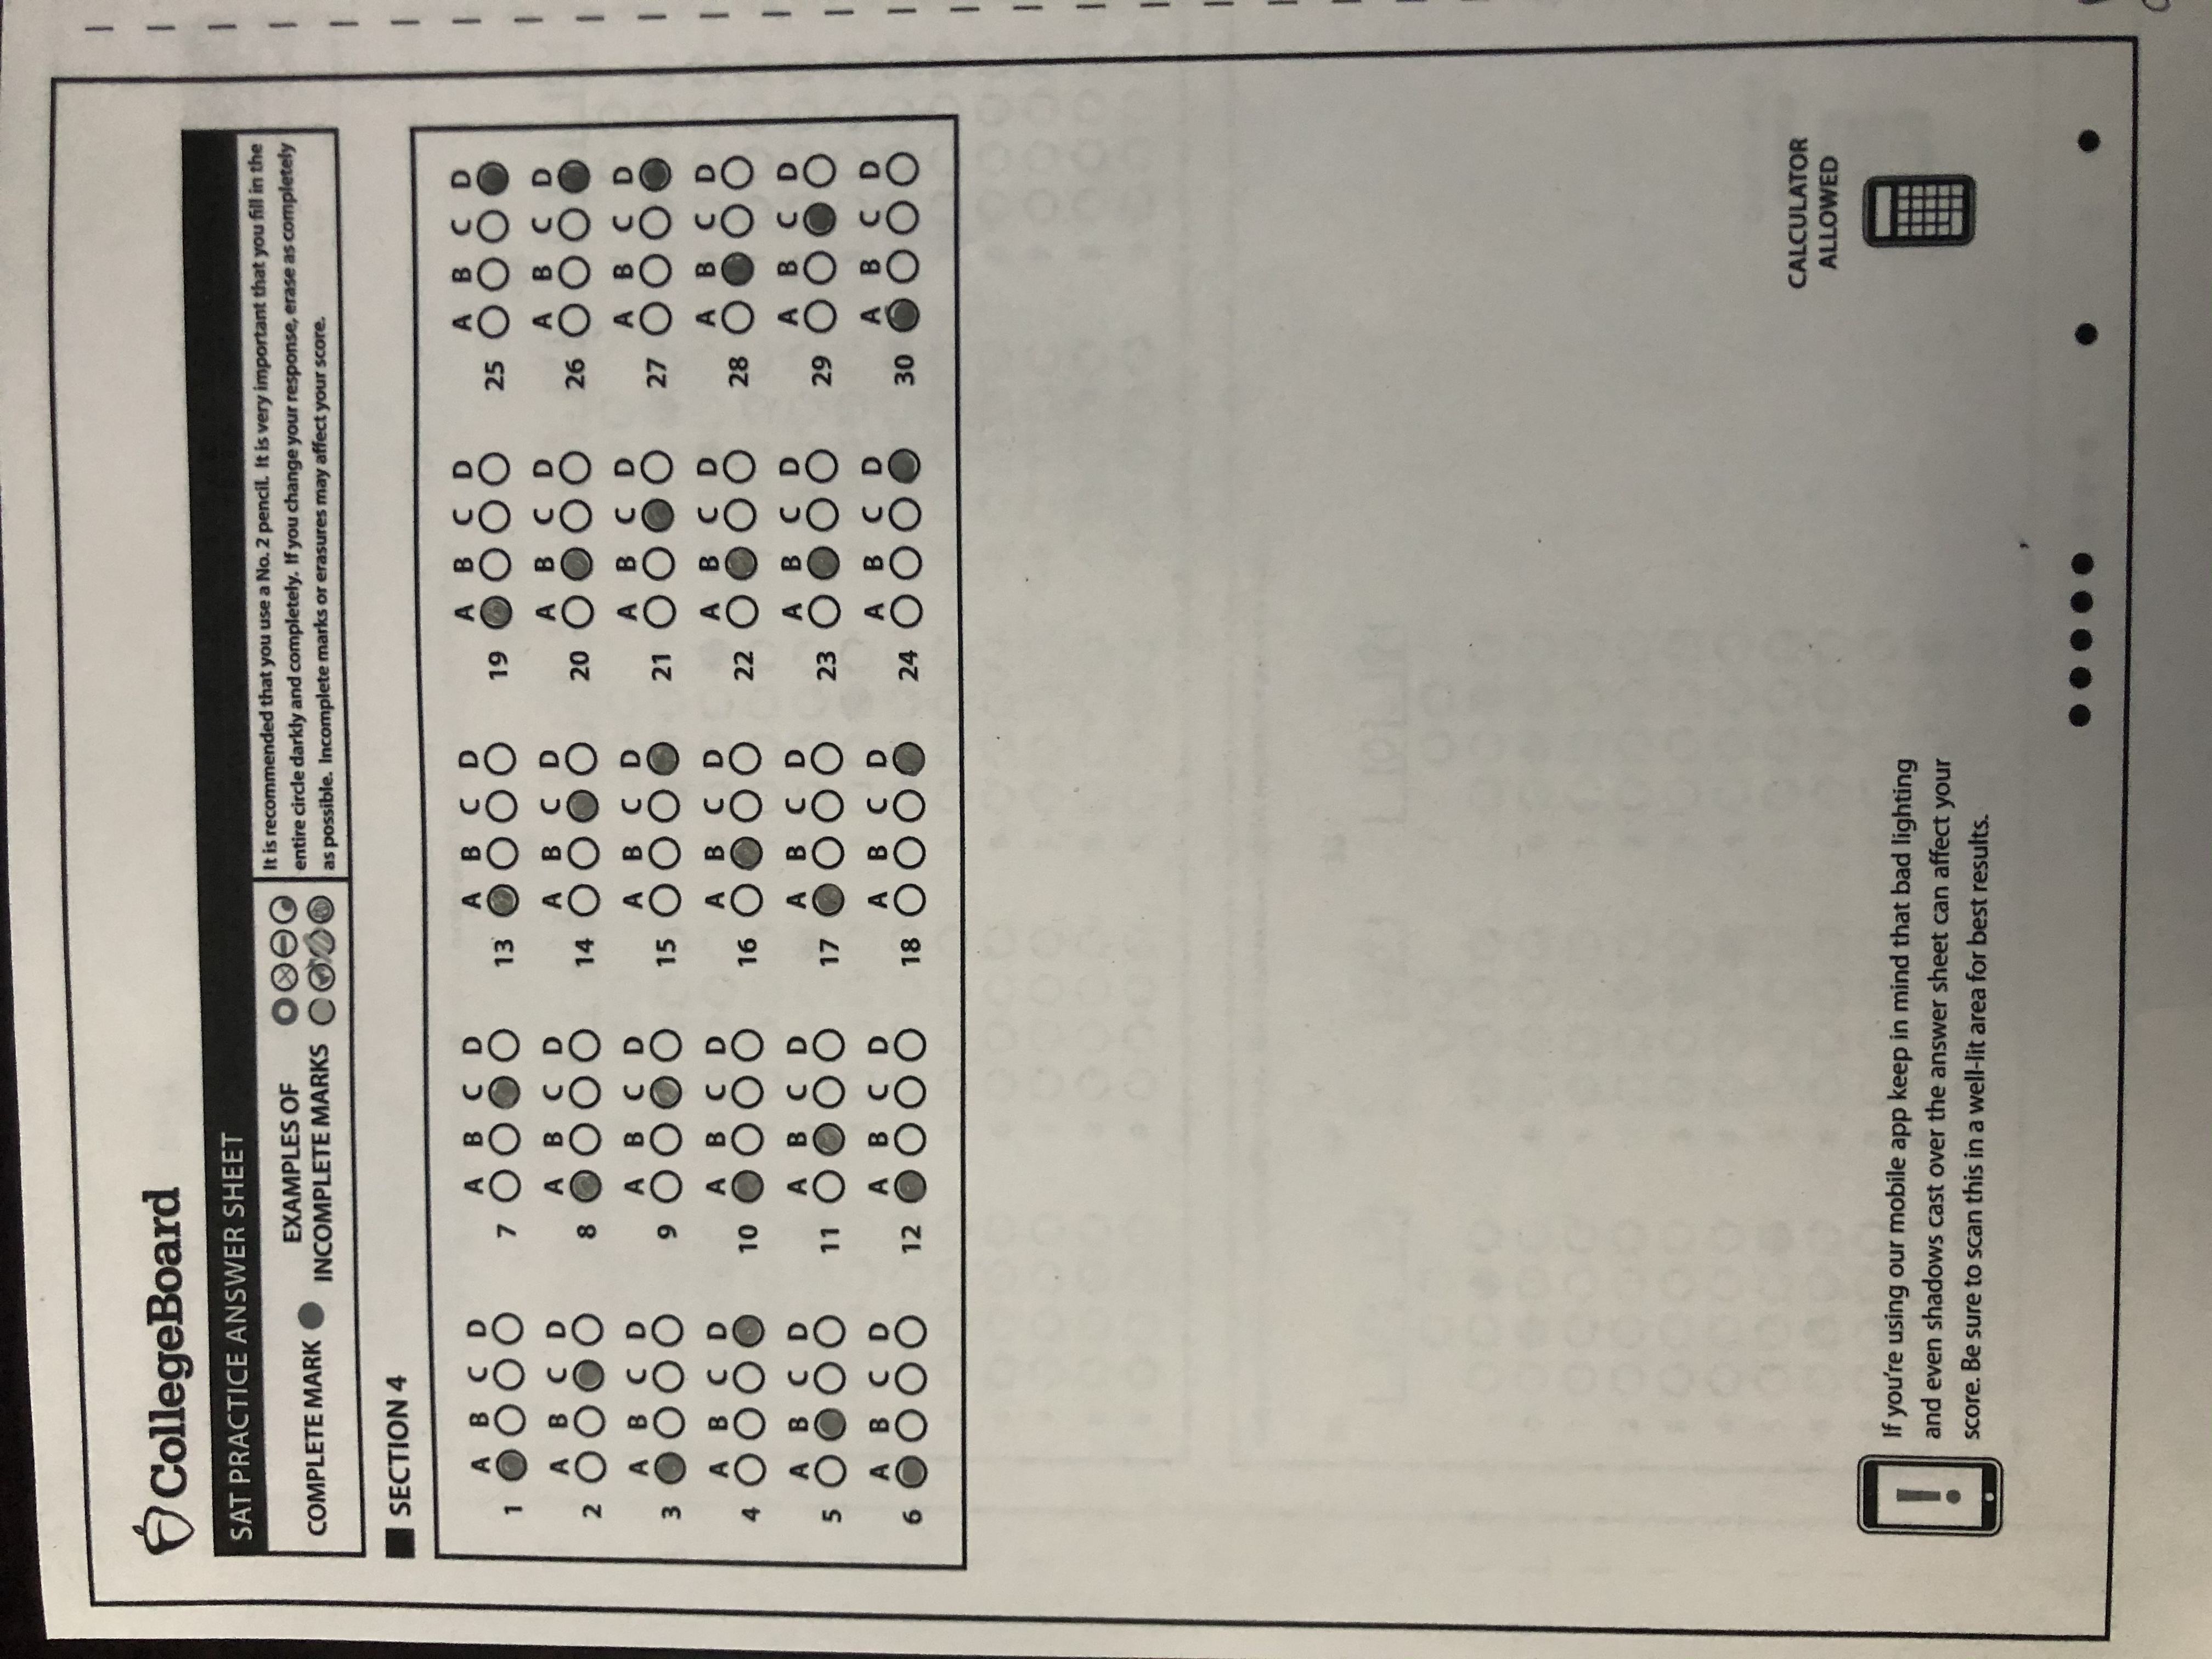 CollegeBoard
SAT PRACTICE ANSWER SHEET
COMPLETE MARK
EXAMPLES OF
INCOMPLETE MARKS
It is recommended that you use a No. 2 pencil. It is very important that you fill in the
entire circle darkly and completely. If you change your response, erase as completely
as possible. Incomplete marks or erasures may affect your score.
SECTION 4
A B C D A B C D A B C D A B C D A B C D
1 7 13 19 25
A B C D A B C D A B C D A B C D A B C D
2 8 14 20 26
A B C D A B C D A B C D A B C D A B C D
3 9 15 21 27
A B C D A B C D A B C D A B C D A B C D
4 10 16 22 28
A B C D A B C D A B C D A B C D A B C D
5 11 17 23 29
A B C D A B C D A B C D A B C D A B C D
6 12 18 24 30
CALCULATOR
ALLOWED
!
If you're using our mobile app keep in mind that bad lighting
and even shadows cast over the answer sheet can affect your
score. Be sure to scan this in a well-lit area for best results.